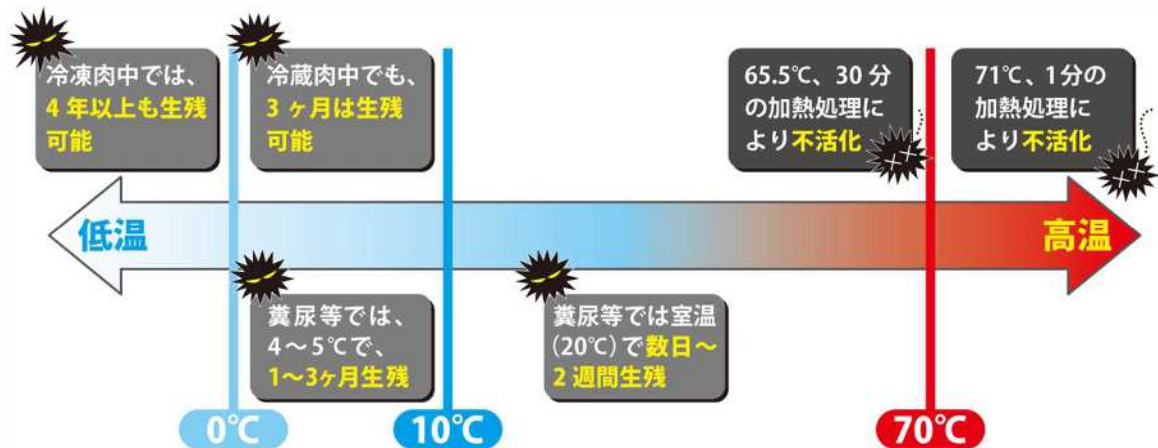 冷凍肉中では、
4年以上も生残
可能
冷蔵肉中でも、
3ヶ月は生残
可能
65.5℃、30分
の加熱処理に
より不活化
71℃、1分の
加熱処理に
より不活化
低温
高温
糞尿等では、
4～5℃で、
1～3ヶ月生残
糞尿等では室温
(20℃)で数日～
2週間生残
0℃
10℃
70℃